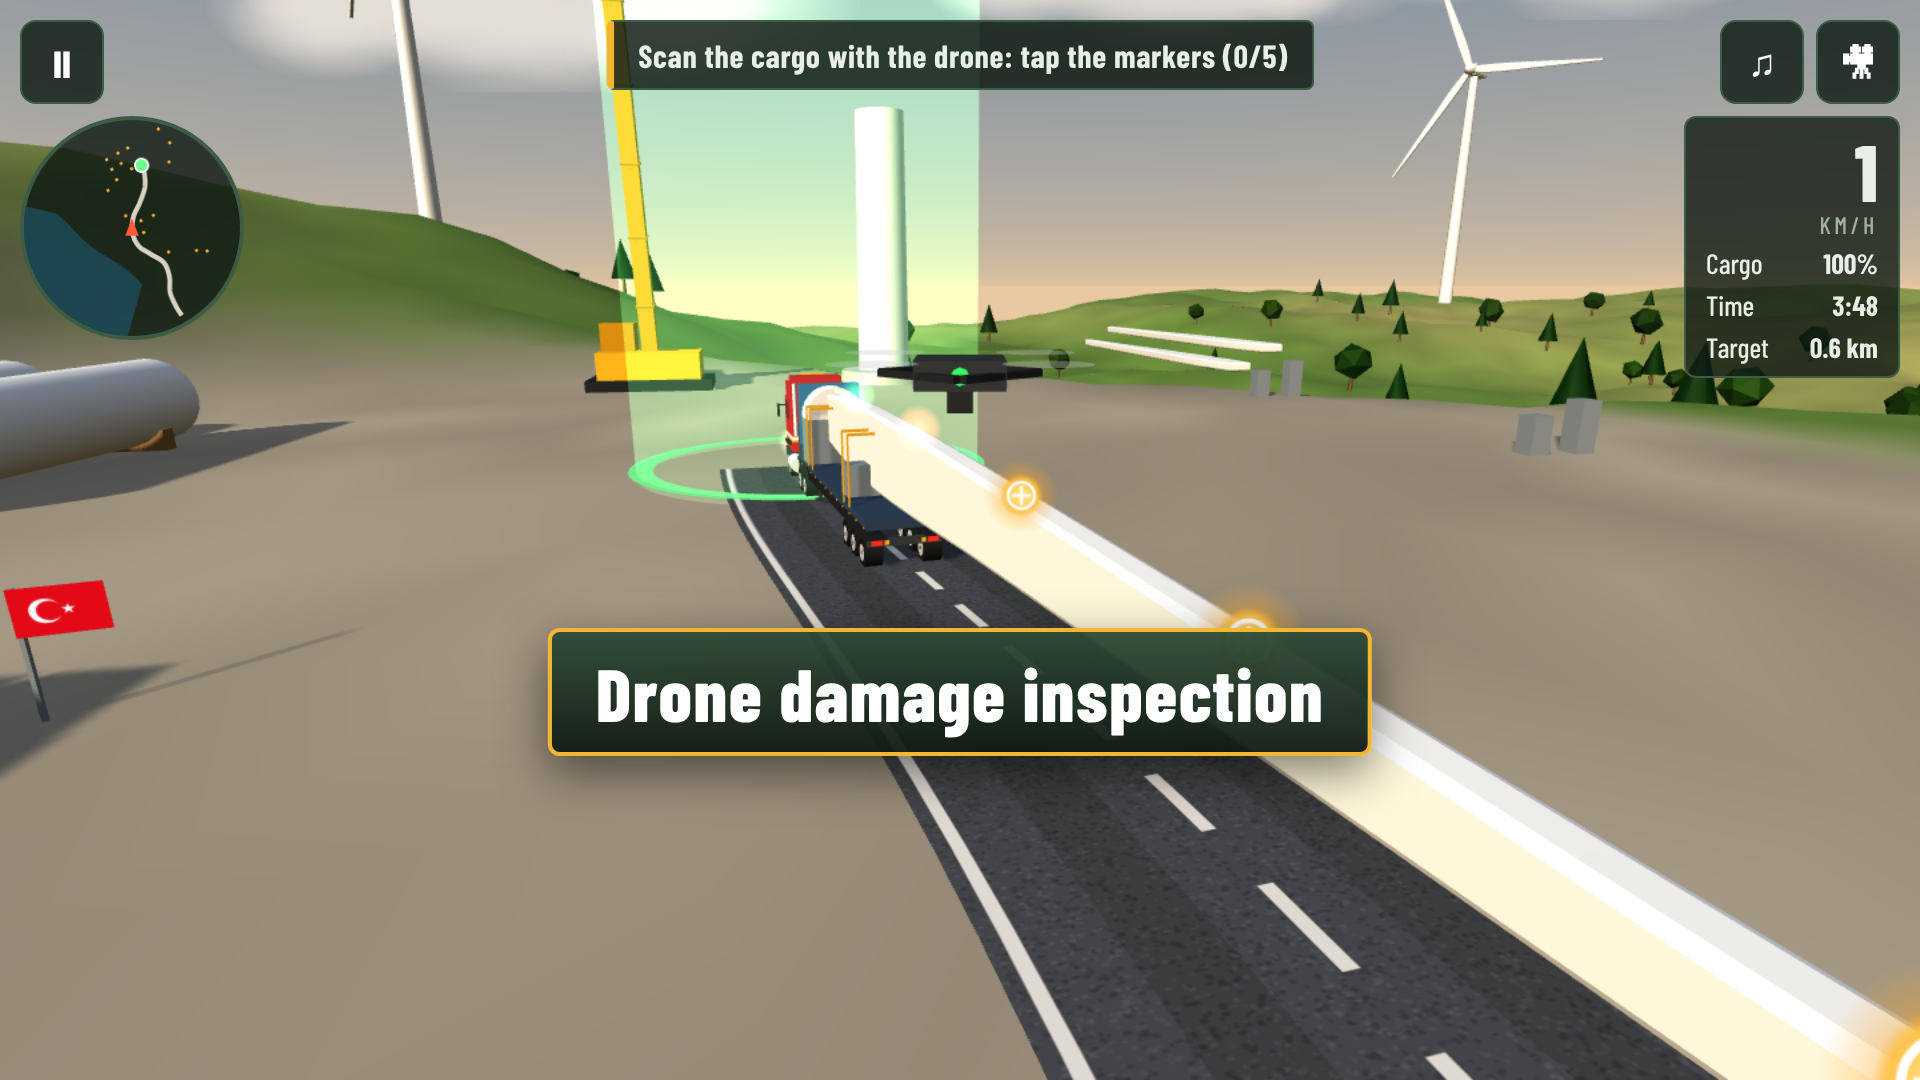 Scan the cargo with the drone: tap the markers (0/5)
1
KM/H
Cargo 100%
Time 3:48
Target 0.6 km
Drone damage inspection